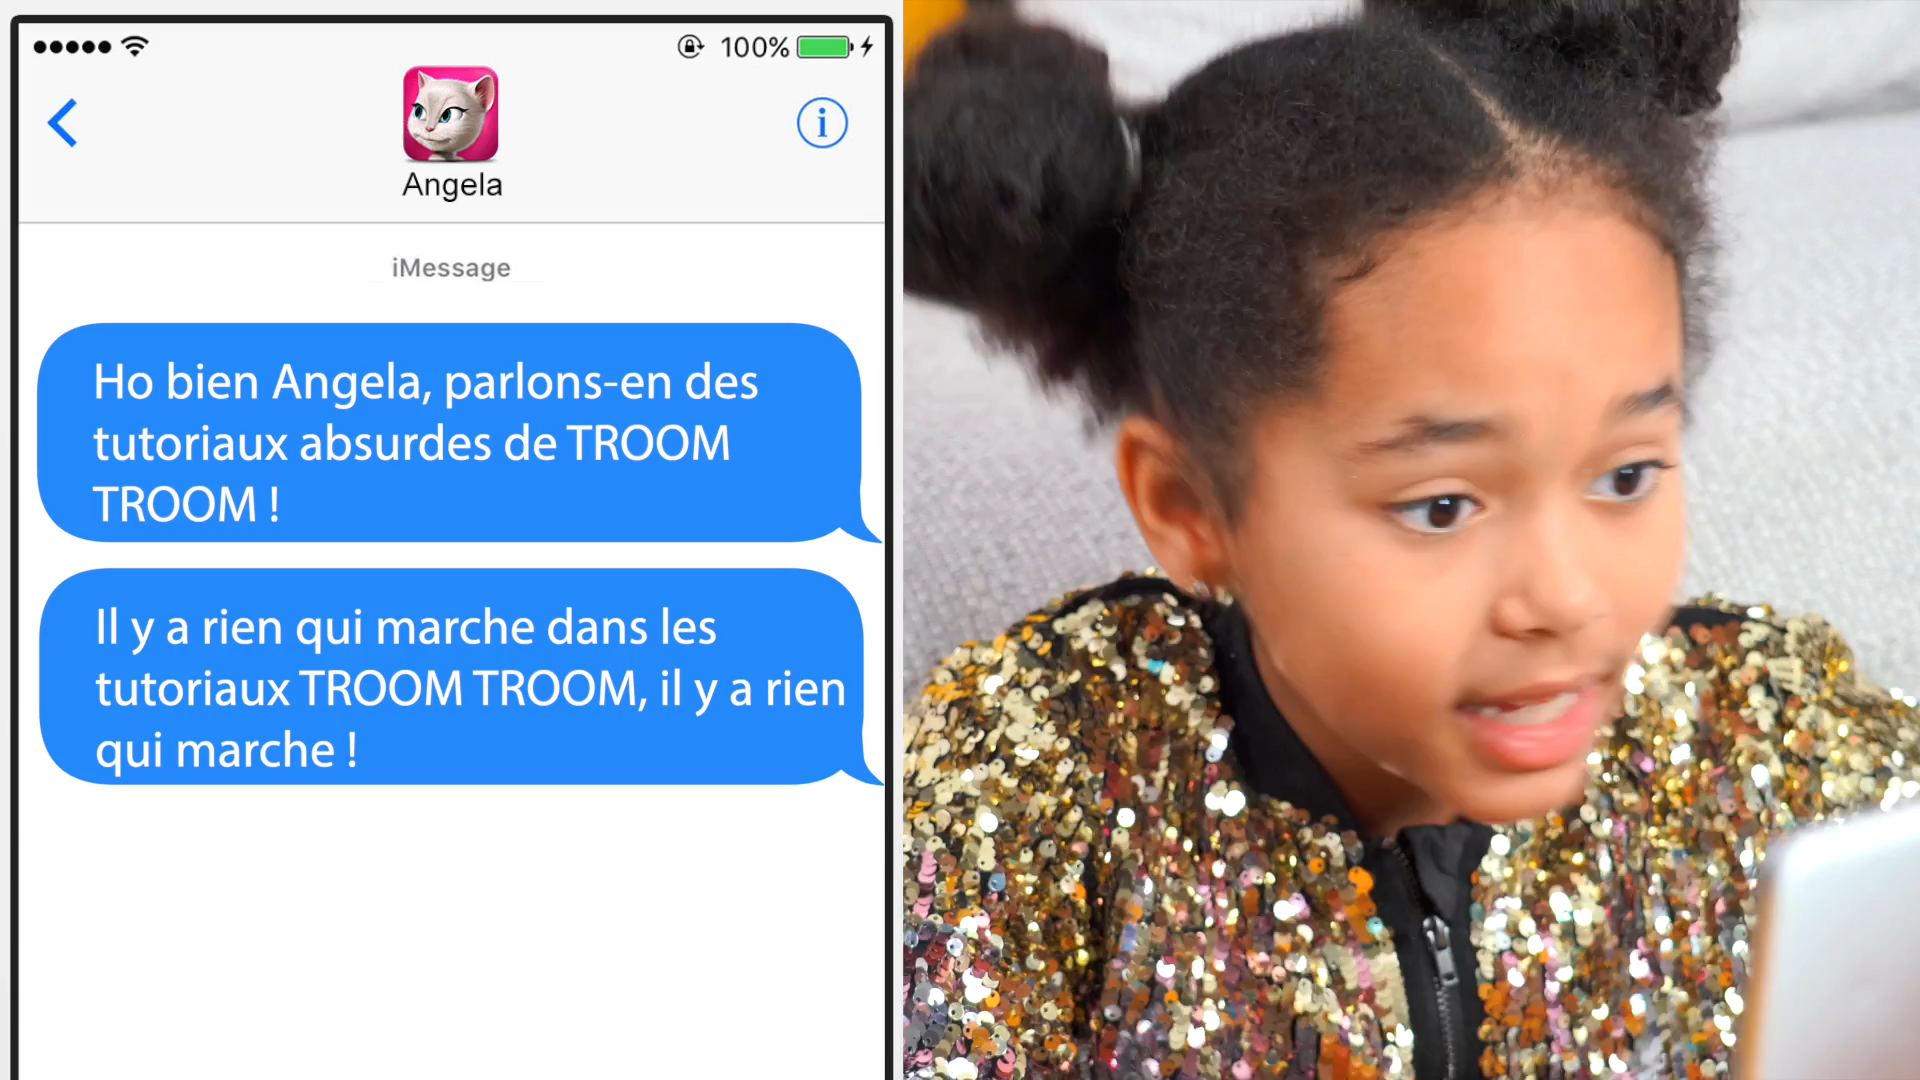 100%
Angela
iMessage
Ho bien Angela, parlons-en des
tutoriaux absurdes de TROOM
TROOM !
Il y a rien qui marche dans les
tutoriaux TROOM TROOM, il y a rien
qui marche !